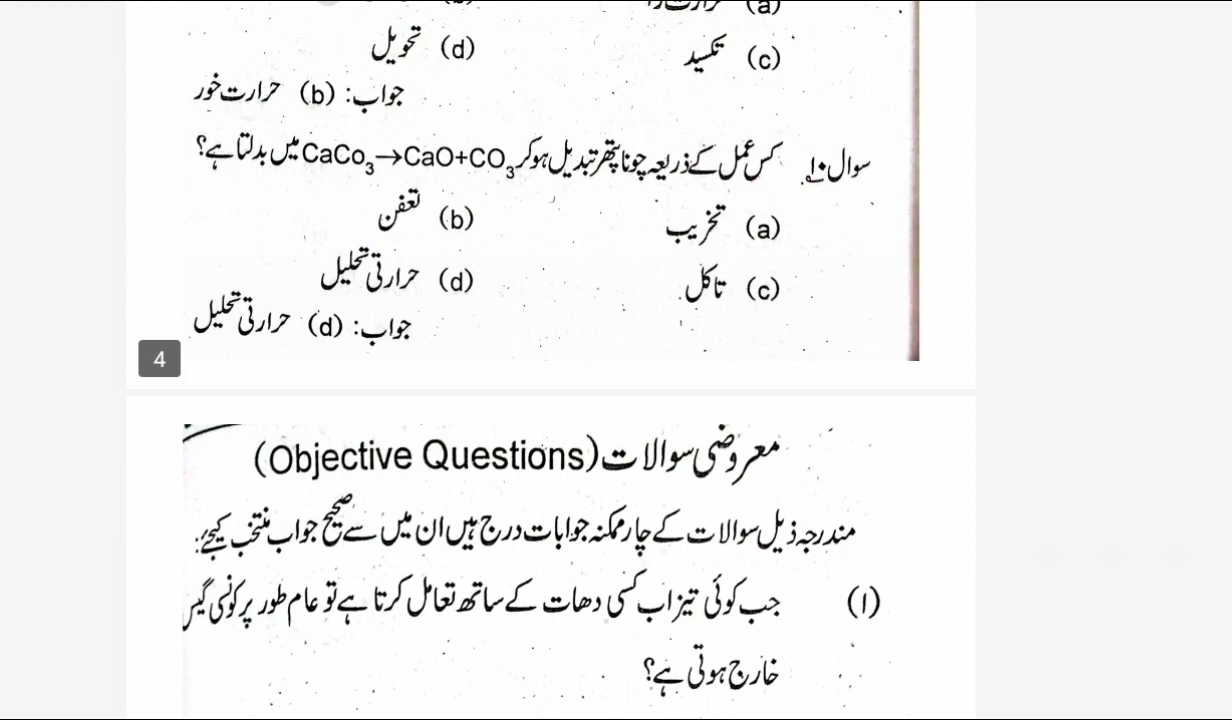 (a)
(c) تکسید (d) تحویل
جواب: (b) حرارت خور
سوال ۱۰۔ کس عمل کے ذریعہ چونا پتھر تبدیل ہوکر CaCo₃→CaO+CO₃ میں بدلتا ہے؟
(a) تخریب (b) تعفن
(c) تاکل (d) حرارتی تحلیل
جواب: (d) حرارتی تحلیل
4
معروضی سوالات (Objective Questions)
مندرجہ ذیل سوالات کے چار ممکنہ جوابات درج ہیں ان میں سے صحیح جواب منتخب کیجئے:
(۱) جب کوئی تیزاب کسی دھات کے ساتھ تعامل کرتا ہے تو عام طور پر کونسی گیس
خارج ہوتی ہے؟